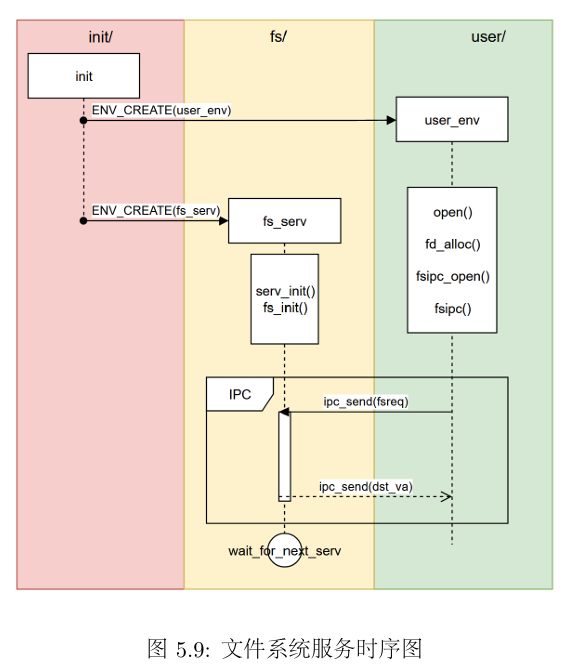 init/
fs/
user/
init
ENV_CREATE(user_env)
user_env
ENV_CREATE(fs_serv)
fs_serv
open()
fd_alloc()
fsipc_open()
fsipc()
serv_init()
fs_init()
IPC
ipc_send(fsreq)
ipc_send(dst_va)
wait_for_next_serv
图 5.9: 文件系统服务时序图